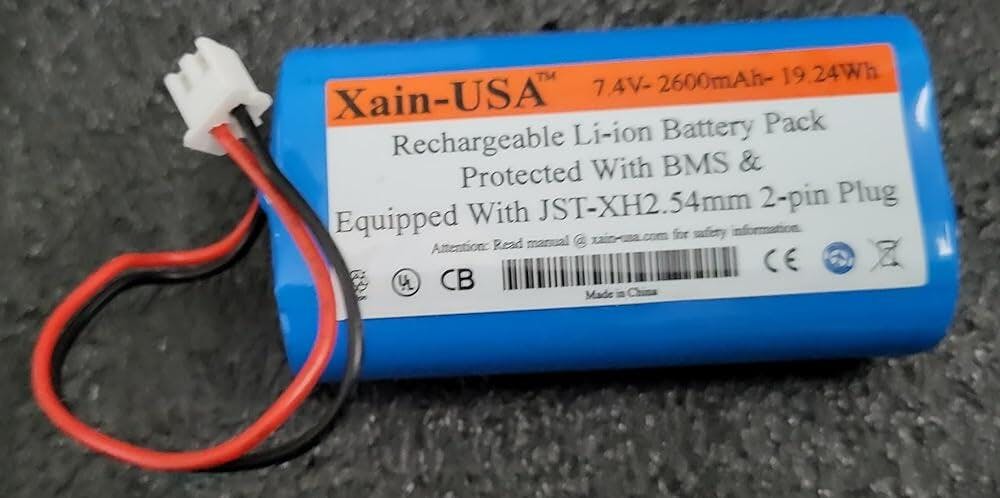 Xain-USA™ 7.4V- 2600mAh- 19.24Wh
Rechargeable Li-ion Battery Pack
Protected With BMS &
Equipped With JST-XH2.54mm 2-pin Plug
Attention: Read manual @ xain-usa.com for safety information.
UL CB CE
Made in China